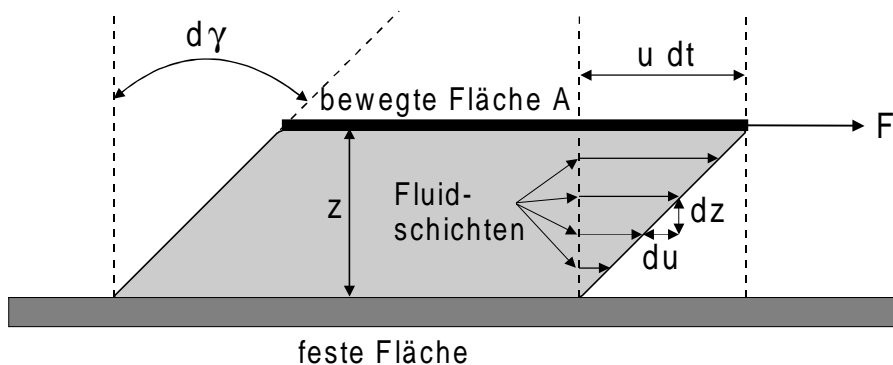 dγ
u dt
bewegte Fläche A
F
z
Fluid-
schichten
dz
du
feste Fläche